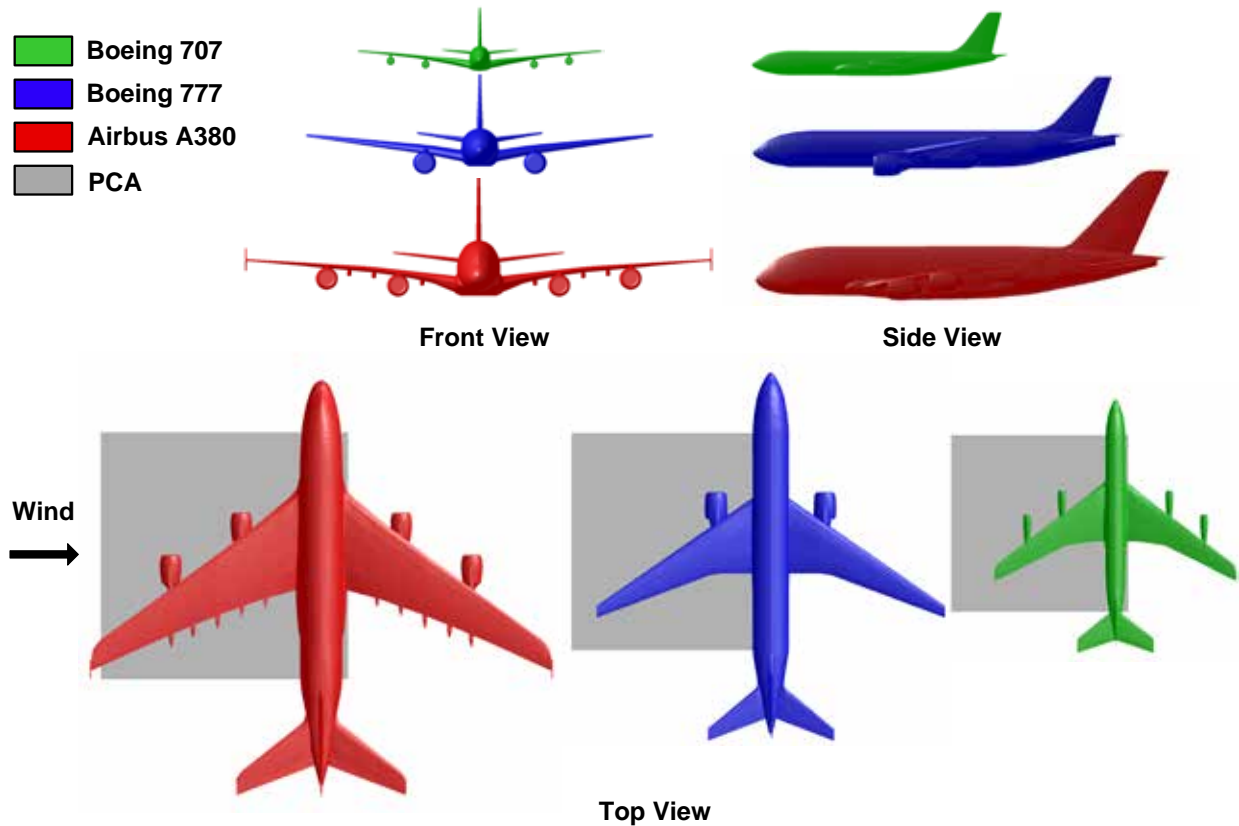 Boeing 707
Boeing 777
Airbus A380
PCA
Front View
Side View
Wind
Top View